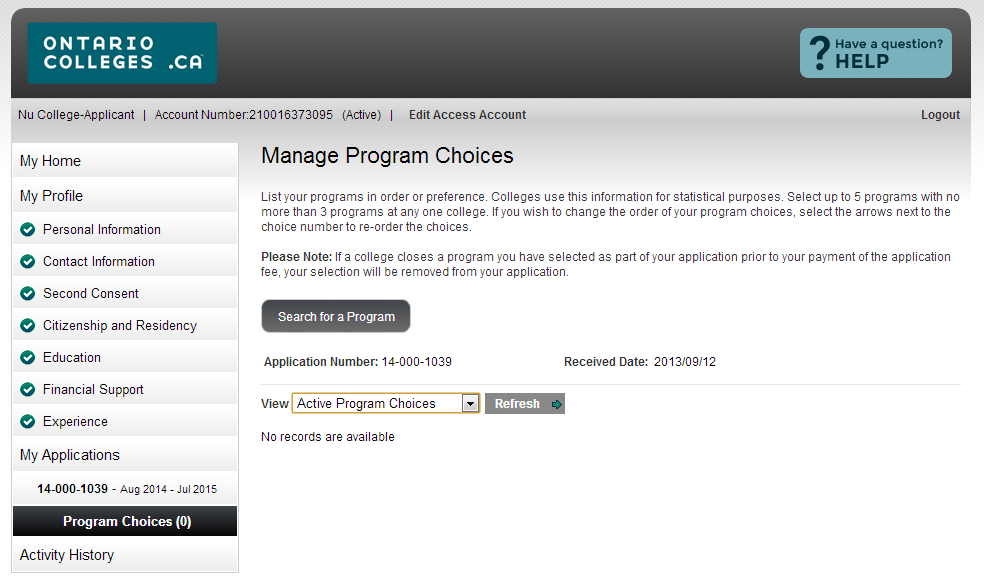 ONTARIO
COLLEGES .CA
? Have a question?
HELP
Nu College-Applicant | Account Number:210016373095 (Active) | Edit Access Account
Logout
My Home
My Profile
Personal Information
Contact Information
Second Consent
Citizenship and Residency
Education
Financial Support
Experience
My Applications
14-000-1039 - Aug 2014 - Jul 2015
Program Choices (0)
Activity History
Manage Program Choices
List your programs in order or preference. Colleges use this information for statistical purposes. Select up to 5 programs with no
more than 3 programs at any one college. If you wish to change the order of your program choices, select the arrows next to the
choice number to re-order the choices.
Please Note: If a college closes a program you have selected as part of your application prior to your payment of the application
fee, your selection will be removed from your application.
Search for a Program
Application Number: 14-000-1039
Received Date: 2013/09/12
View Active Program Choices Refresh
No records are available